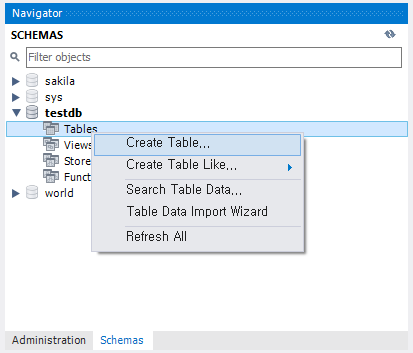 Navigator
SCHEMAS
Filter objects
sakila
sys
testdb
Tables
Views
Store
Funct
world
Create Table...
Create Table Like...
Search Table Data...
Table Data Import Wizard
Refresh All
Administration Schemas